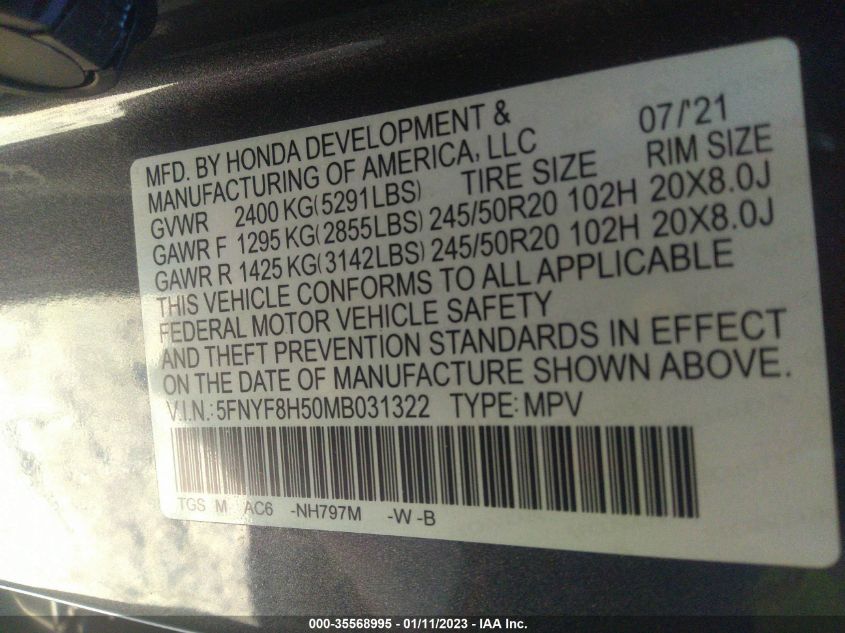 MFD. BY HONDA DEVELOPMENT & 07/'21
MANUFACTURING OF AMERICA, LLC
TIRE SIZE RIM SIZE
GVWR 2400 KG(5291LBS)
GAWR F 1295 KG(2855LBS) 245/50R20 102H 20X8.0J
GAWR R 1425 KG(3142LBS) 245/50R20 102H 20X8.0J
THIS VEHICLE CONFORMS TO ALL APPLICABLE
FEDERAL MOTOR VEHICLE SAFETY
AND THEFT PREVENTION STANDARDS IN EFFECT
ON THE DATE OF MANUFACTURE SHOWN ABOVE.
V.I.N.: 5FNYF8H50MB031322 TYPE: MPV
TGS M AC6 -NH797M -W -B
000-35568995 - 01/11/2023 - IAA Inc.